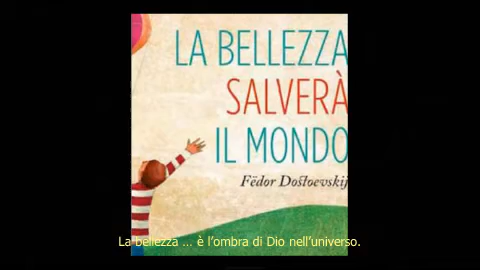 LA BELLEZZA
SALVERÀ
IL MONDO
Fëdor Dostoevskij
La bellezza ... è l'ombra di Dio nell'universo.